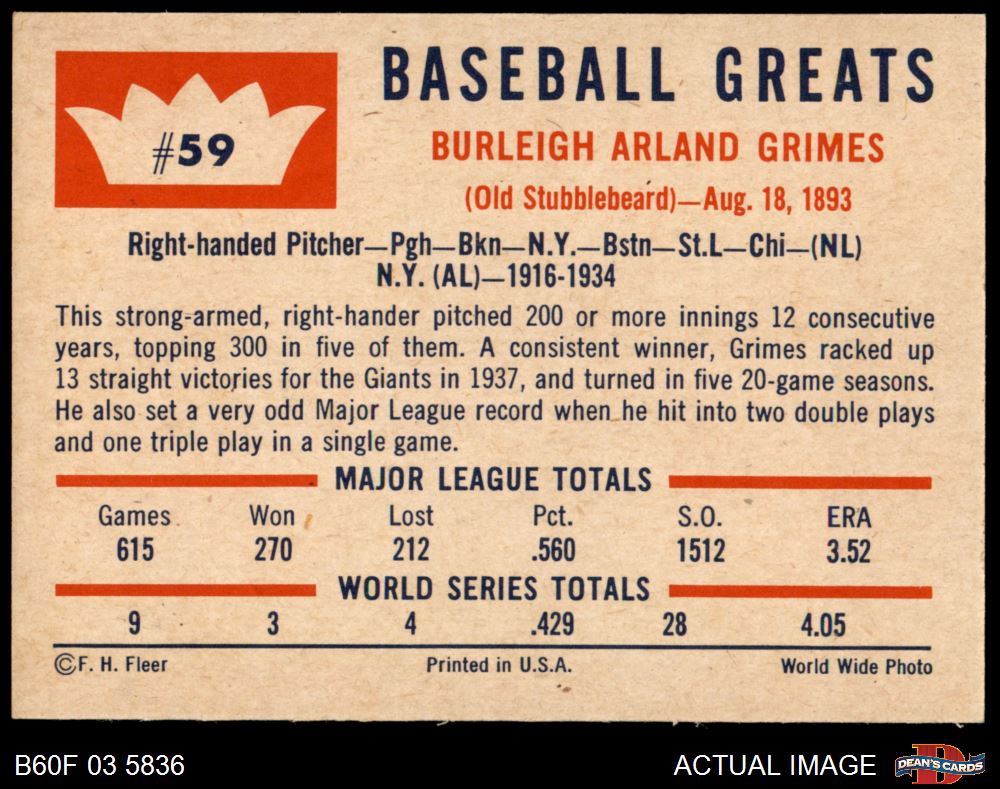 #59
BASEBALL GREATS
BURLEIGH ARLAND GRIMES
(Old Stubblebeard)—Aug. 18, 1893
Right-handed Pitcher—Pgh—Bkn—N.Y.—Bstn—St.L—Chi—(NL)
N.Y. (AL)—1916-1934
This strong-armed, right-hander pitched 200 or more innings 12 consecutive
years, topping 300 in five of them. A consistent winner, Grimes racked up
13 straight victories for the Giants in 1937, and turned in five 20-game seasons.
He also set a very odd Major League record when he hit into two double plays
and one triple play in a single game.
MAJOR LEAGUE TOTALS
Games Won Lost Pct. S.O. ERA
615 270 212 .560 1512 3.52
WORLD SERIES TOTALS
9 3 4 .429 28 4.05
©F. H. Fleer Printed in U.S.A. World Wide Photo
B60F 03 5836 ACTUAL IMAGE D DEAN'S CARDS